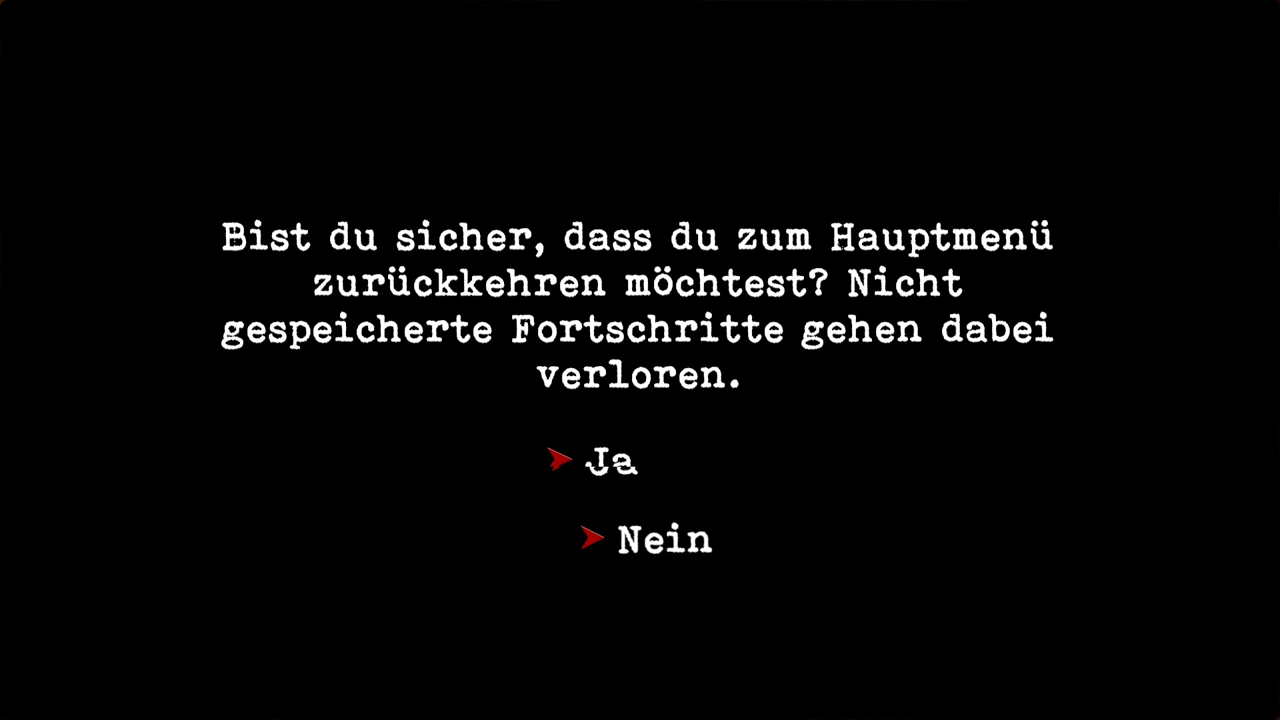 Bist du sicher, dass du zum Hauptmenü
zurückkehren möchtest? Nicht
gespeicherte Fortschritte gehen dabei
verloren.
Ja
Nein